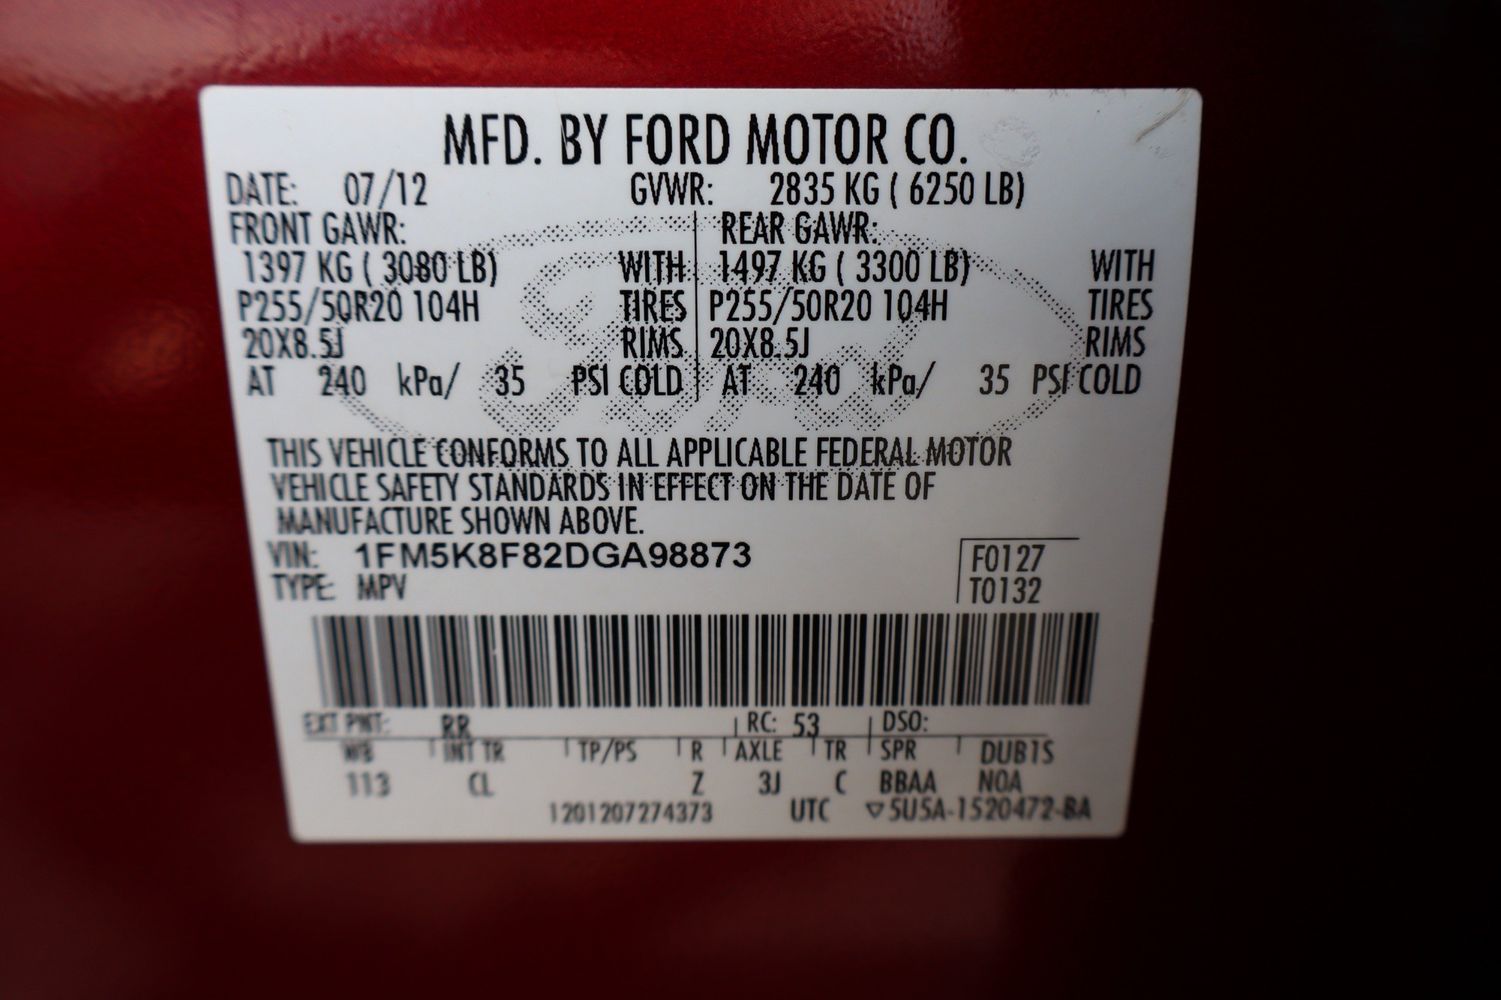 MFD. BY FORD MOTOR CO.
DATE: 07/12 GVWR: 2835 KG ( 6250 LB)
FRONT GAWR: REAR GAWR:
1397 KG ( 3080 LB) WITH 1497 KG ( 3300 LB) WITH
P255/50R20 104H TIRES P255/50R20 104H TIRES
20X8.5J RIMS 20X8.5J RIMS
AT 240 kPa/ 35 PSI COLD AT 240 kPa/ 35 PSI COLD
Ford
THIS VEHICLE CONFORMS TO ALL APPLICABLE FEDERAL MOTOR
VEHICLE SAFETY STANDARDS IN EFFECT ON THE DATE OF
MANUFACTURE SHOWN ABOVE.
VIN: 1FM5K8F82DGA98873 F0127
TYPE: MPV T0132
EXT PNT: RR RC: 53 DSO:
WB INT TR TP/PS R AXLE TR SPR DUB1S
113 CL Z 3J C BBAA NOA
1201207274373 UTC ▽5U5A-1520472-BA